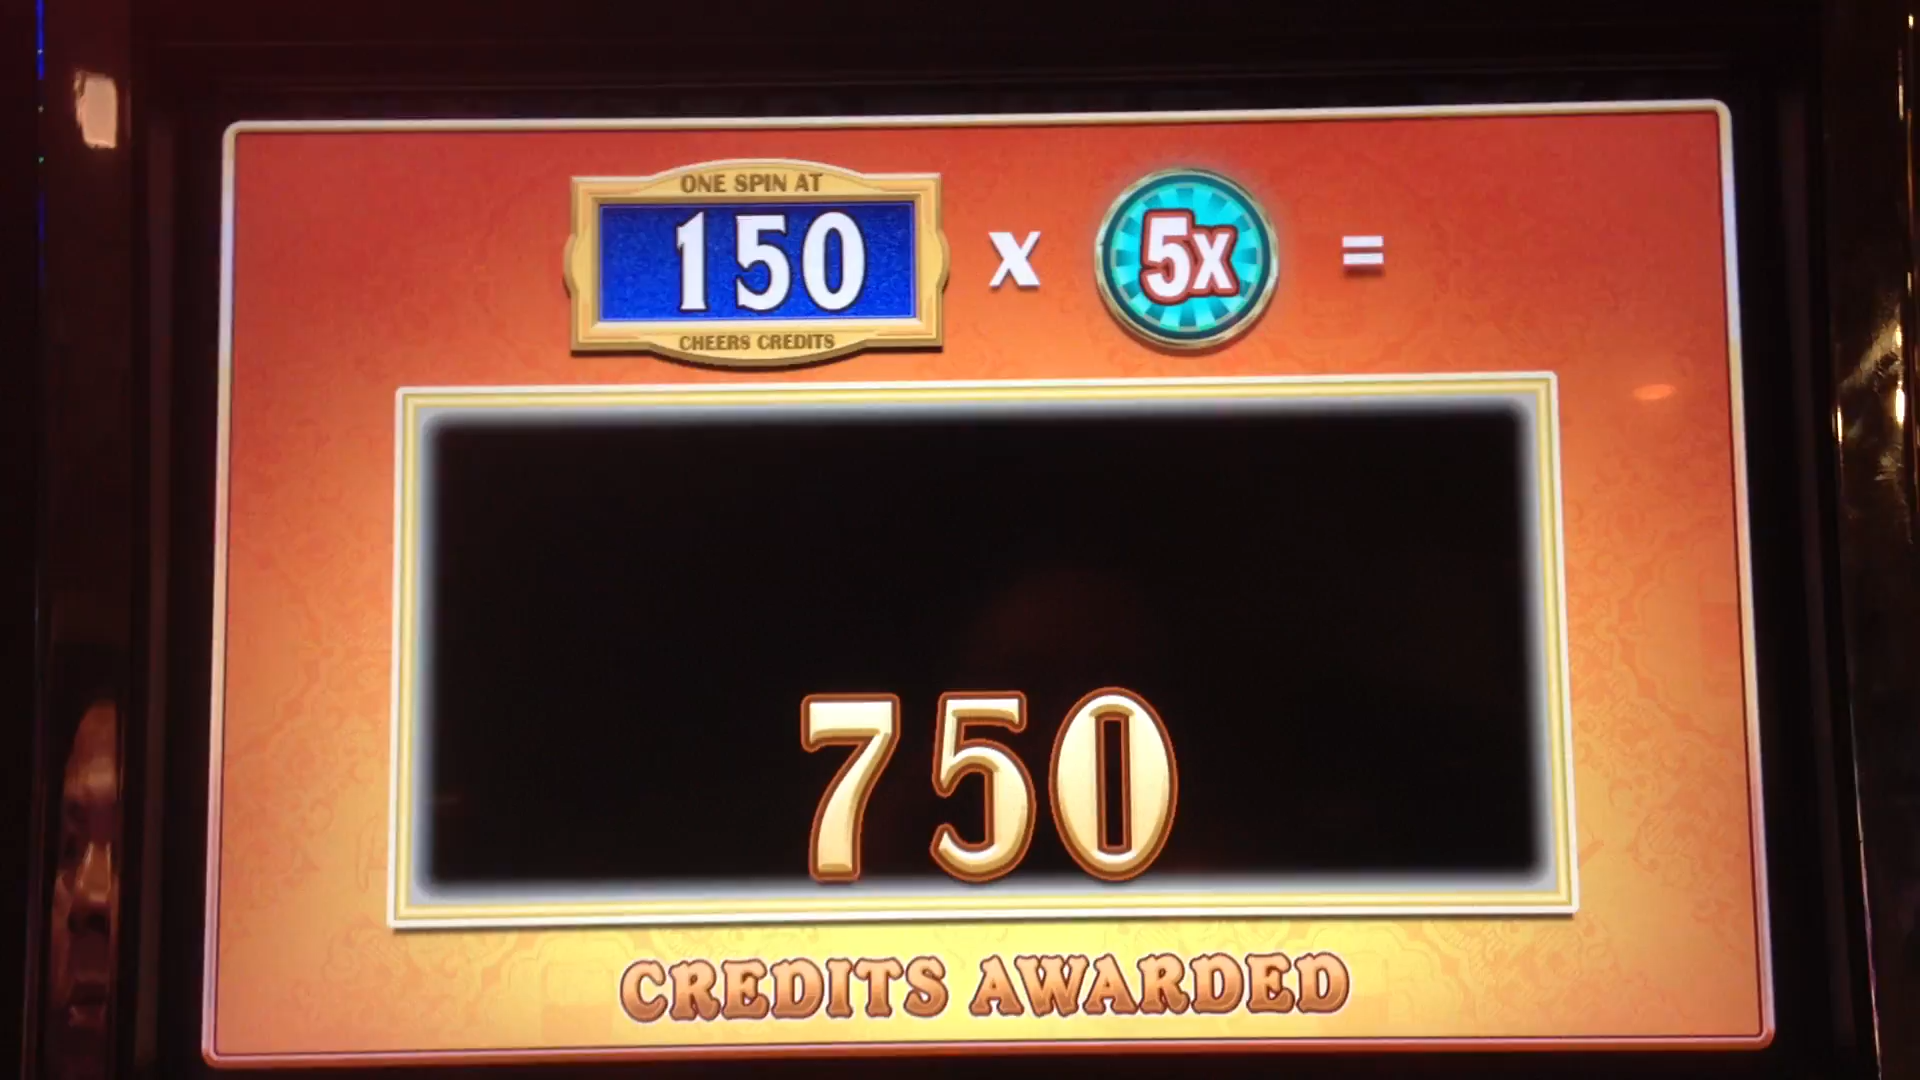 ONE SPIN AT
150 x 5x =
CHEERS CREDITS
750
CREDITS AWARDED